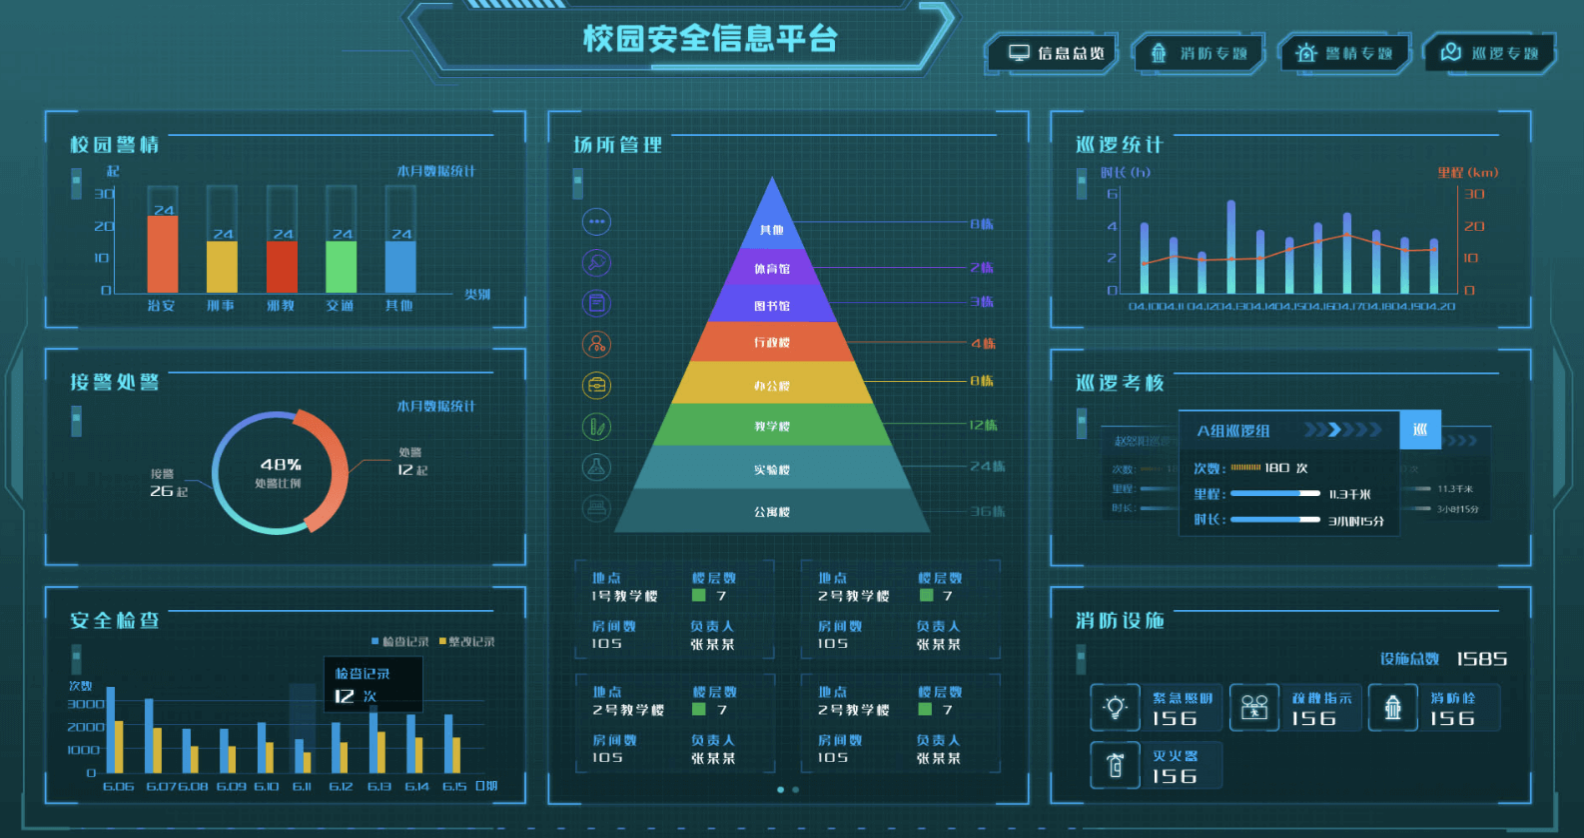 校园安全信息平台
信息总览
消防专题
警情专题
巡逻专题
校园警情
起
本月数据统计
30
20
10
0
24
24
24
24
24
治安
刑事
邪教
交通
其他
类别
接警处警
本月数据统计
48%
处警比例
接警
26起
处警
12起
安全检查
检查记录
整改记录
检查记录
12 次
次数
3000
2000
1000
0
6.06
6.07
6.08
6.09
6.10
6.11
6.12
6.13
6.14
6.15
日期
场所管理
其他
8栋
体育馆
2栋
图书馆
3栋
行政楼
4栋
办公楼
8栋
教学楼
12栋
实验楼
24栋
公寓楼
36栋
地点
楼层数
1号教学楼
7
房间数
负责人
105
张某某
地点
楼层数
2号教学楼
7
房间数
负责人
105
张某某
地点
楼层数
2号教学楼
7
房间数
负责人
105
张某某
地点
楼层数
2号教学楼
7
房间数
负责人
105
张某某
巡逻统计
时长 (h)
里程 (km)
6
4
2
0
30
20
10
0
04.10
04.11
04.12
04.13
04.14
04.15
04.16
04.17
04.18
04.19
04.20
巡逻考核
A组巡逻组
巡
次数: 180 次
里程: 11.3千米
时长: 3小时15分
次数:
里程:
时长:
11.3千米
3小时15分
消防设施
设施总数 1585
紧急照明
156
疏散指示
156
消防栓
156
灭火器
156